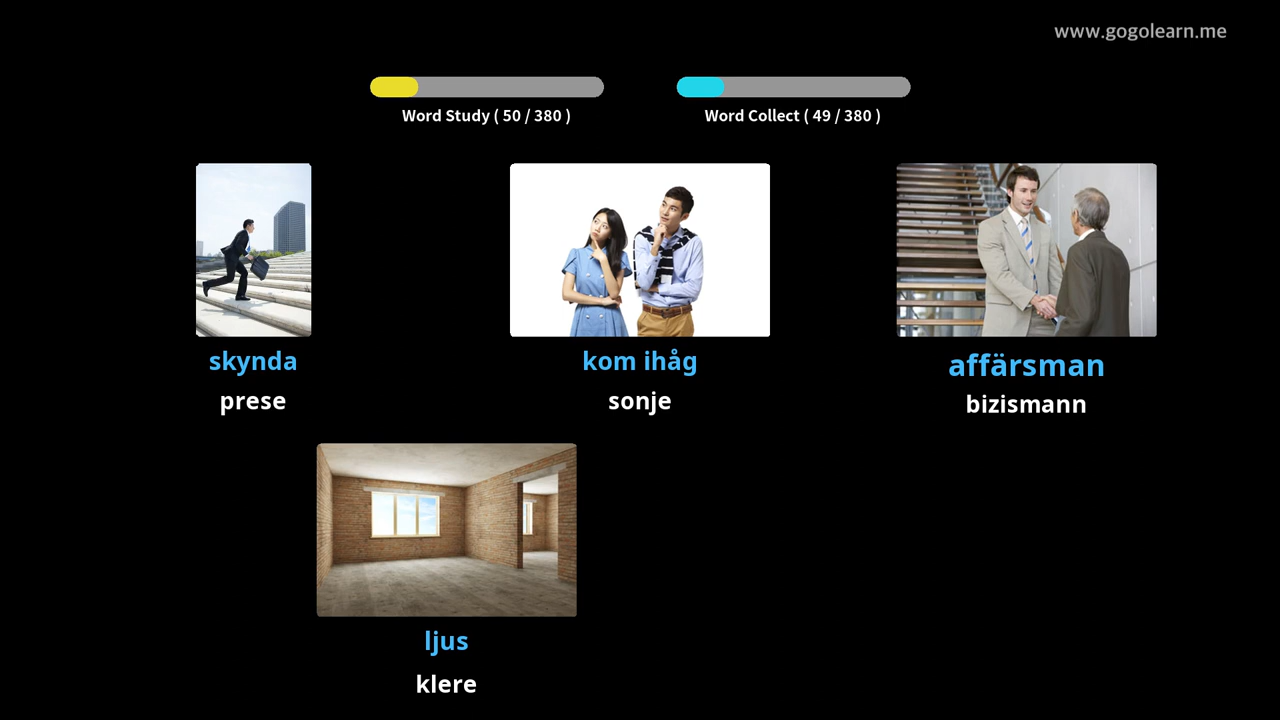 www.gogolearn.me
Word Study ( 50 / 380 )
Word Collect ( 49 / 380 )
skynda
prese
kom ihåg
sonje
affärsman
bizismann
ljus
klere